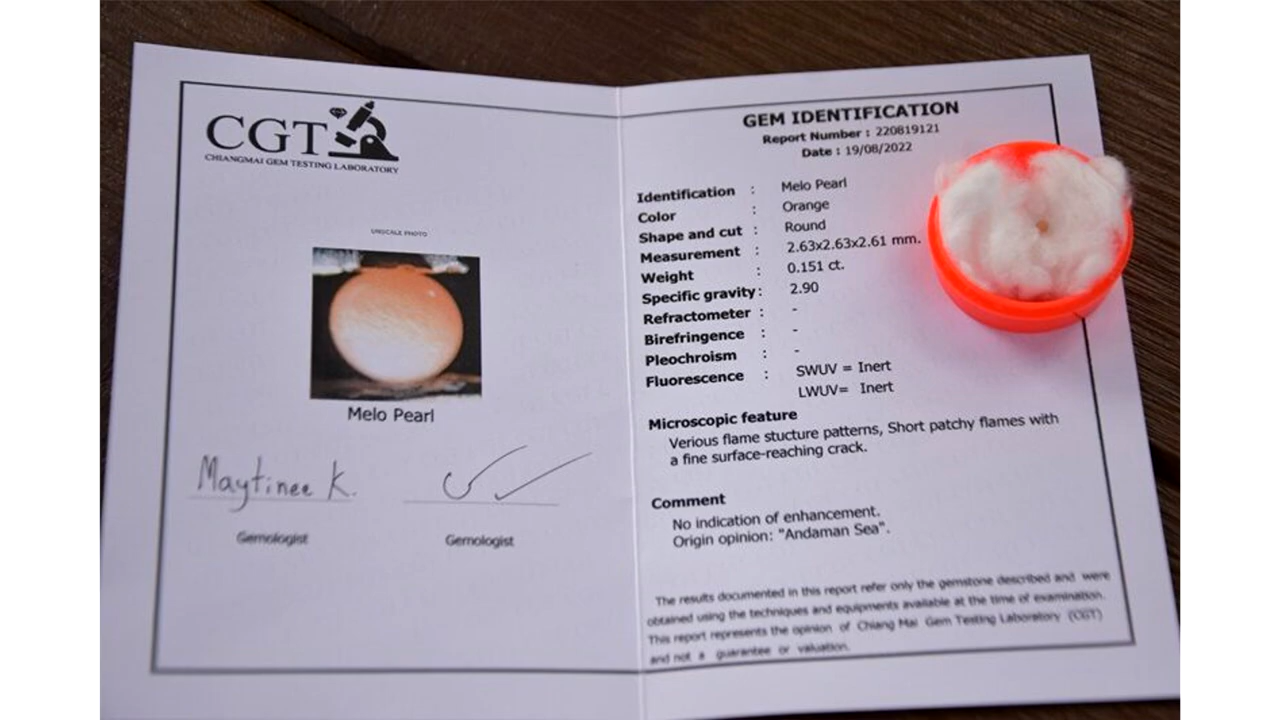 CGT
CHIANGMAI GEM TESTING LABORATORY
UNSCALE PHOTO
Melo Pearl
Maytinee K.
Gemologist
Gemologist
GEM IDENTIFICATION
Report Number : 220819121
Date : 19/08/2022
Identification : Melo Pearl
Color : Orange
Shape and cut : Round
Measurement : 2.63x2.63x2.61 mm.
Weight : 0.151 ct.
Specific gravity : 2.90
Refractometer : -
Birefringence : -
Pleochroism : -
Fluorescence : SWUV = Inert
LWUV= Inert
Microscopic feature
Verious flame stucture patterns, Short patchy flames with
a fine surface-reaching crack.
Comment
No indication of enhancement.
Origin opinion: "Andaman Sea".
The results documented in this report refer only the gemstone described and were
obtained using the techniques and equipments available at the time of examination.
This report represents the opinion of Chiang Mai Gem Testing Laboratory (CGT)
and not a guarantee or valuation.